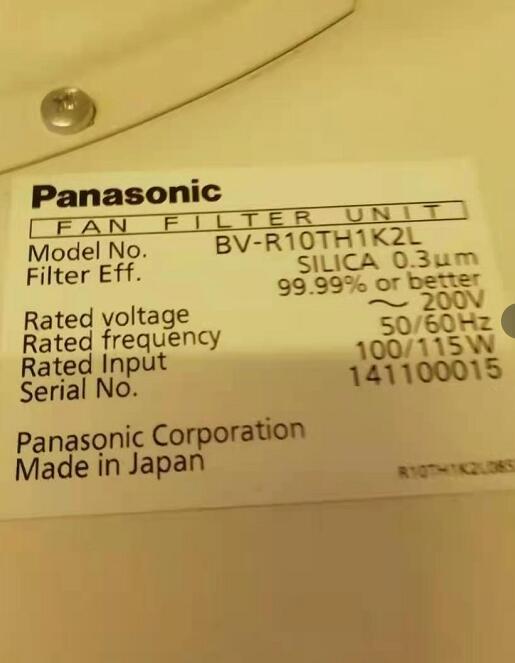 Panasonic
FAN FILTER UNIT
Model No. BV-R10TH1K2L
Filter Eff. SILICA 0.3μm
99.99% or better
Rated voltage ~ 200V
Rated frequency 50/60Hz
Rated Input 100/115W
Serial No. 141100015
Panasonic Corporation
Made in Japan